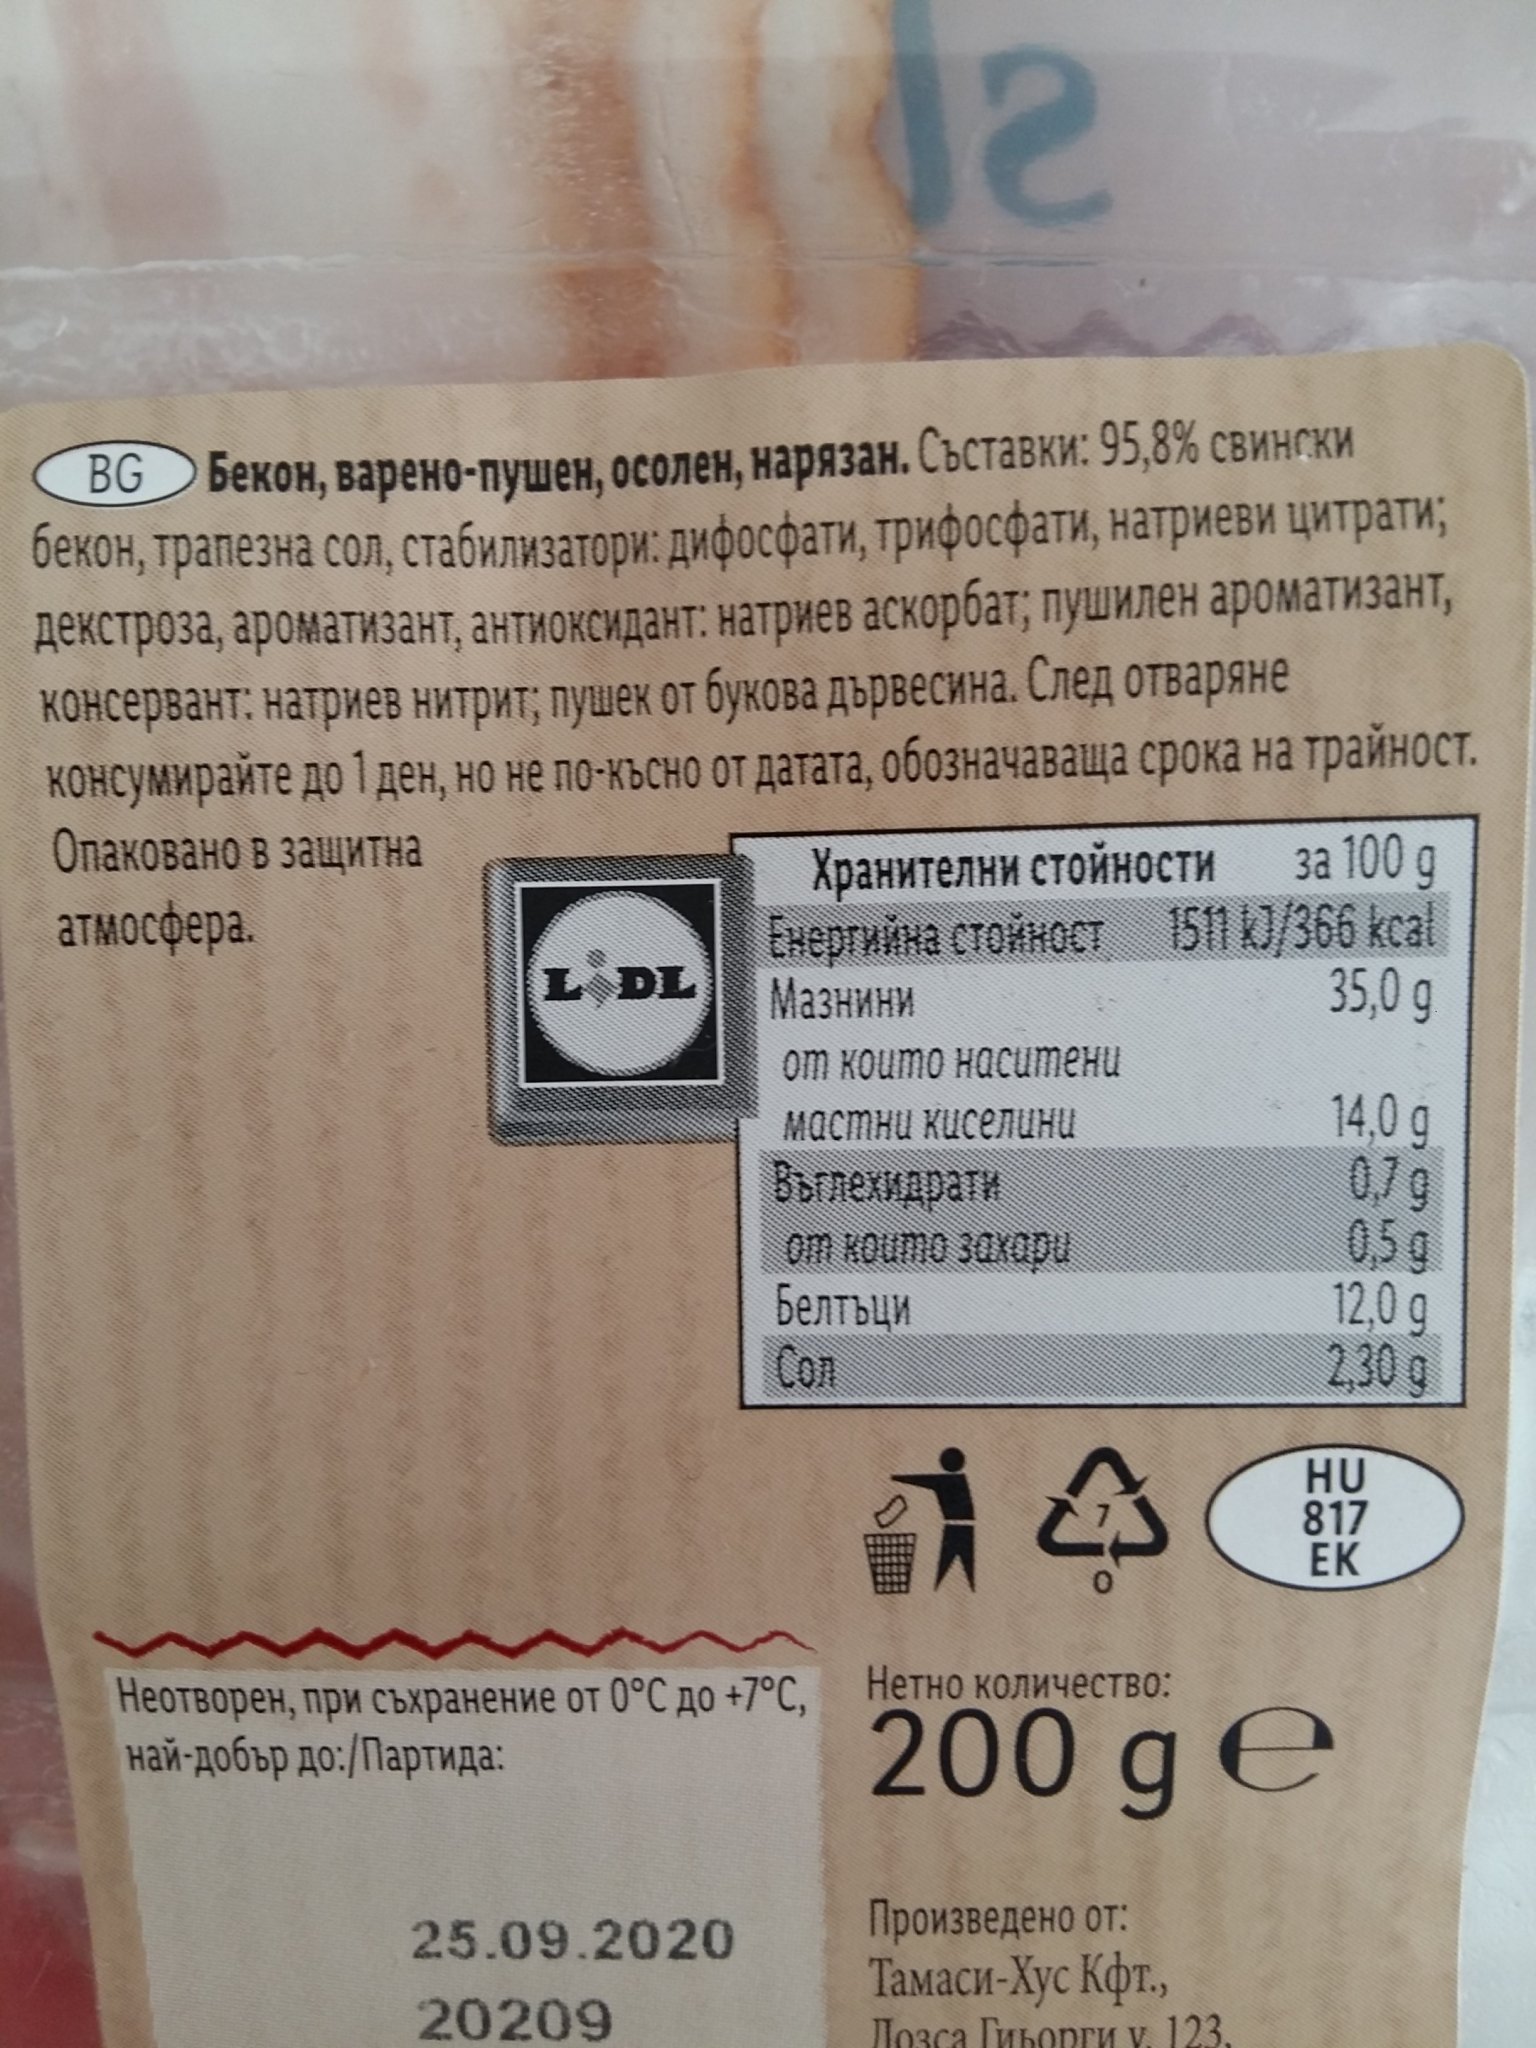 sl
BG Бекон, варено-пушен, осолен, нарязан. Съставки: 95,8% свински
бекон, трапезна сол, стабилизатори: дифосфати, трифосфати, натриеви цитрати;
декстроза, ароматизант, антиоксидант: натриев аскорбат; пушилен ароматизант,
консервант: натриев нитрит; пушек от букова дървесина. След отваряне
консумирайте до 1 ден, но не по-късно от датата, обозначаваща срока на трайност.
Опаковано в защитна
атмосфера.
LIDL
Хранителни стойности за 100 g
Енергийна стойност 1511 kJ/366 kcal
Мазнини 35,0 g
от които наситени
мастни киселини 14,0 g
Въглехидрати 0,7 g
от които захари 0,5 g
Белтъци 12,0 g
Сол 2,30 g
7
O
HU
817
EK
Неотворен, при съхранение от 0°C до +7°C,
най-добър до:/Партида:
25.09.2020
20209
Нетно количество:
200 g e
Произведено от:
Тамаси-Хус Кфт.,
Дозса Гиьорги у. 123,